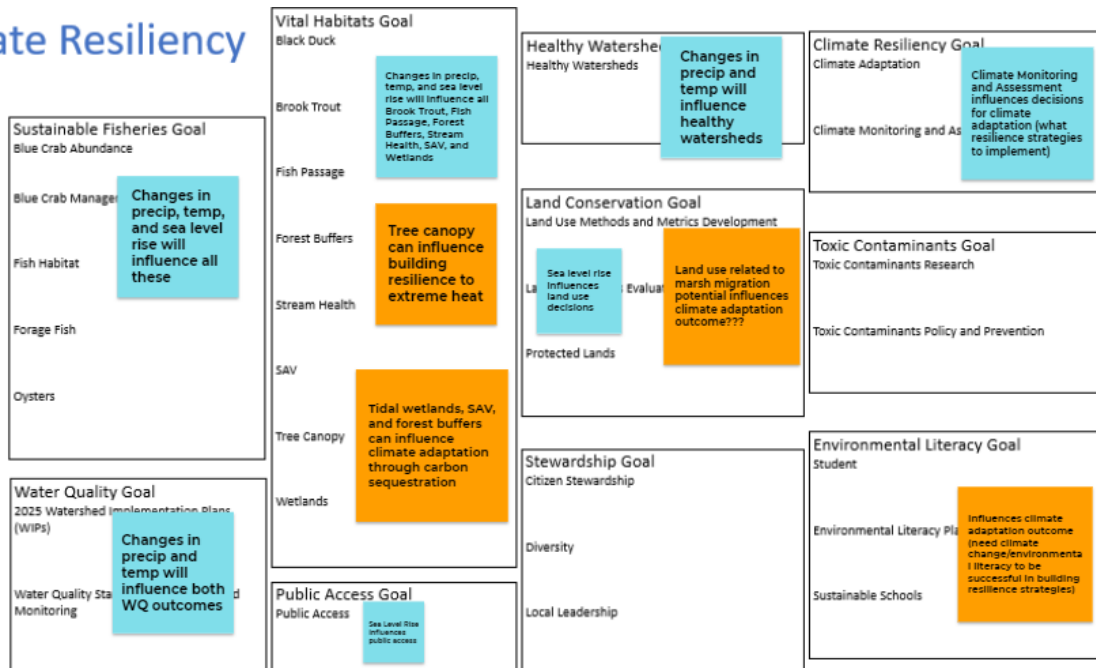 ate Resiliency
Sustainable Fisheries Goal
Blue Crab Abundance
Blue Crab Manage
Fish Habitat
Forage Fish
Oysters
Changes in
precip, temp,
and sea level
rise will
influence all
these
Water Quality Goal
2025 Watershed Implementation Plans
(WIPs)
Water Quality Sta
d
Monitoring
Changes in
precip and
temp will
influence both
WQ outcomes
Vital Habitats Goal
Black Duck
Brook Trout
Fish Passage
Forest Buffers
Stream Health
SAV
Tree Canopy
Wetlands
Changes in precip,
temp, and sea level
rise will influence all
Brook Trout, Fish
Passage, Forest
Buffers, Stream
Health, SAV, and
Wetlands
Tree canopy
can influence
building
resilience to
extreme heat
Tidal wetlands, SAV,
and forest buffers
can influence
climate adaptation
through carbon
sequestration
Public Access Goal
Public Access
Sea Level Rise
influences
public access
Healthy Watershe
Healthy Watersheds
Changes in
precip and
temp will
influence
healthy
watersheds
Land Conservation Goal
Land Use Methods and Metrics Development
La
s Evaluat
Protected Lands
Sea level rise
influences
land use
decisions
Land use related to
marsh migration
potential influences
climate adaptation
outcome???
Stewardship Goal
Citizen Stewardship
Diversity
Local Leadership
Climate Resiliency Goal
Climate Adaptation
Climate Monitoring and As
Climate Monitoring
and Assessment
influences decisions
for climate
adaptation (what
resilience strategies
to implement)
Toxic Contaminants Goal
Toxic Contaminants Research
Toxic Contaminants Policy and Prevention
Environmental Literacy Goal
Student
Environmental Literacy Pla
Sustainable Schools
Influences climate
adaptation outcome
(need climate
change/environmenta
l literacy to be
successful in building
resilience strategies)